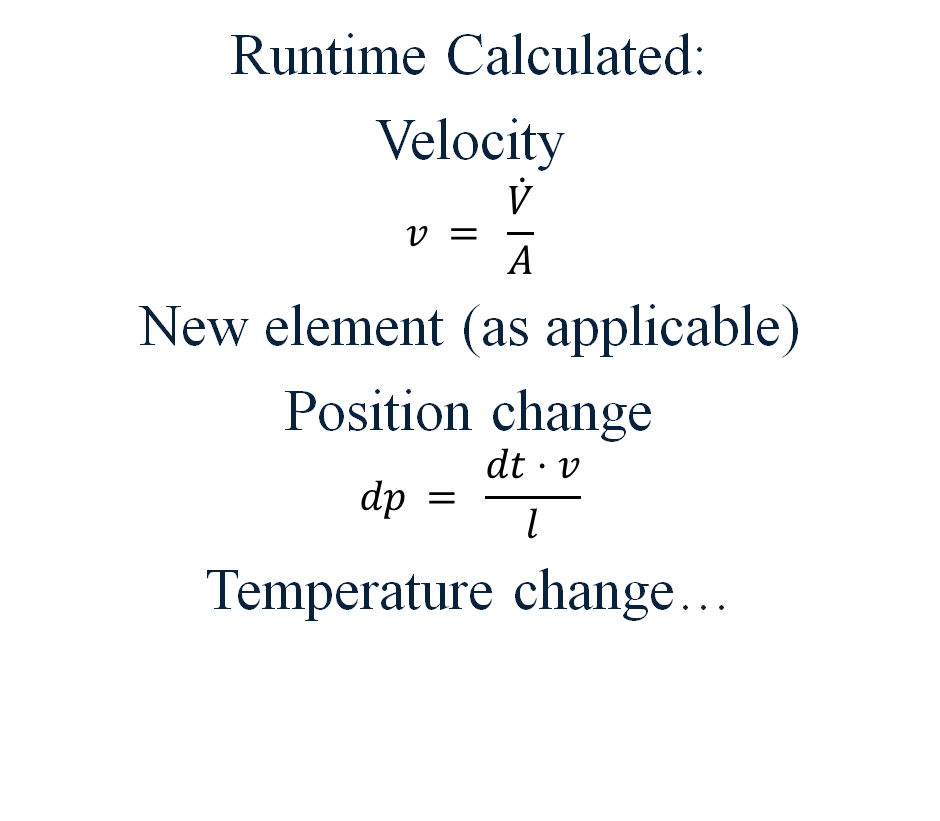 Runtime Calculated:
Velocity
v = V̇ / A
New element (as applicable)
Position change
dp = dt · v / l
Temperature change…